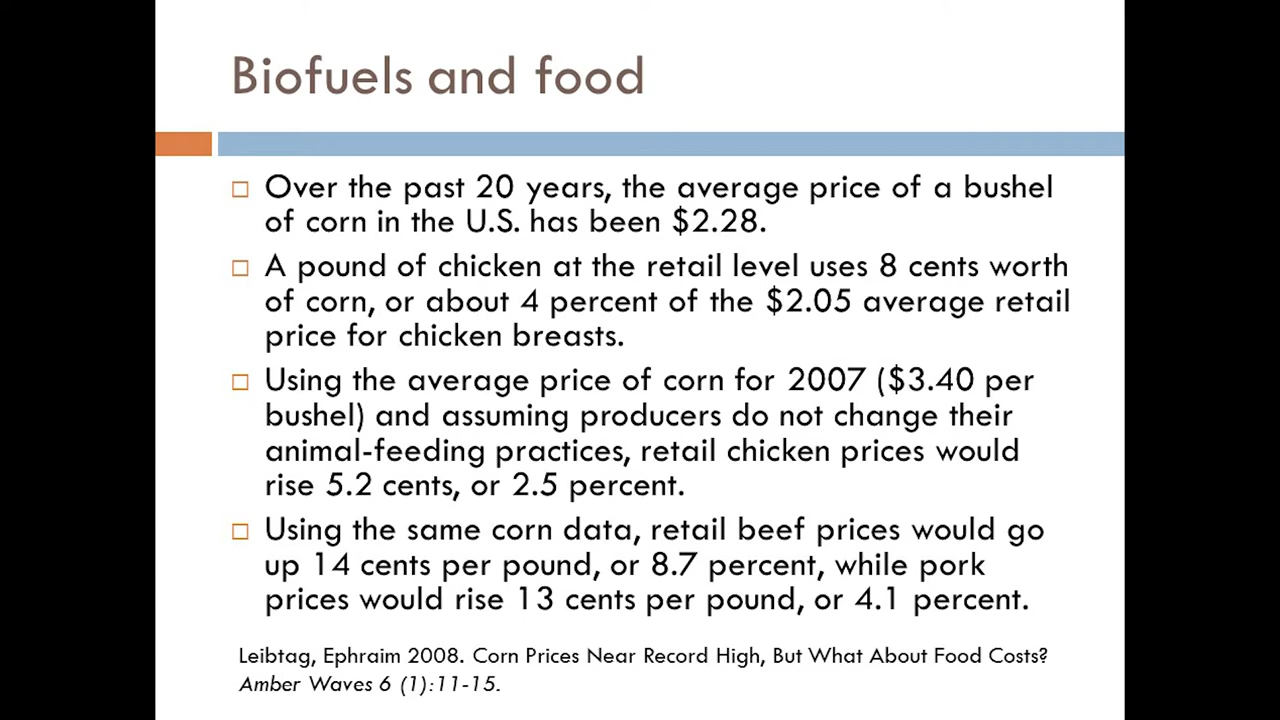 Biofuels and food
Over the past 20 years, the average price of a bushel
of corn in the U.S. has been $2.28.
A pound of chicken at the retail level uses 8 cents worth
of corn, or about 4 percent of the $2.05 average retail
price for chicken breasts.
Using the average price of corn for 2007 ($3.40 per
bushel) and assuming producers do not change their
animal-feeding practices, retail chicken prices would
rise 5.2 cents, or 2.5 percent.
Using the same corn data, retail beef prices would go
up 14 cents per pound, or 8.7 percent, while pork
prices would rise 13 cents per pound, or 4.1 percent.
Leibtag, Ephraim 2008. Corn Prices Near Record High, But What About Food Costs?
Amber Waves 6 (1):11-15.